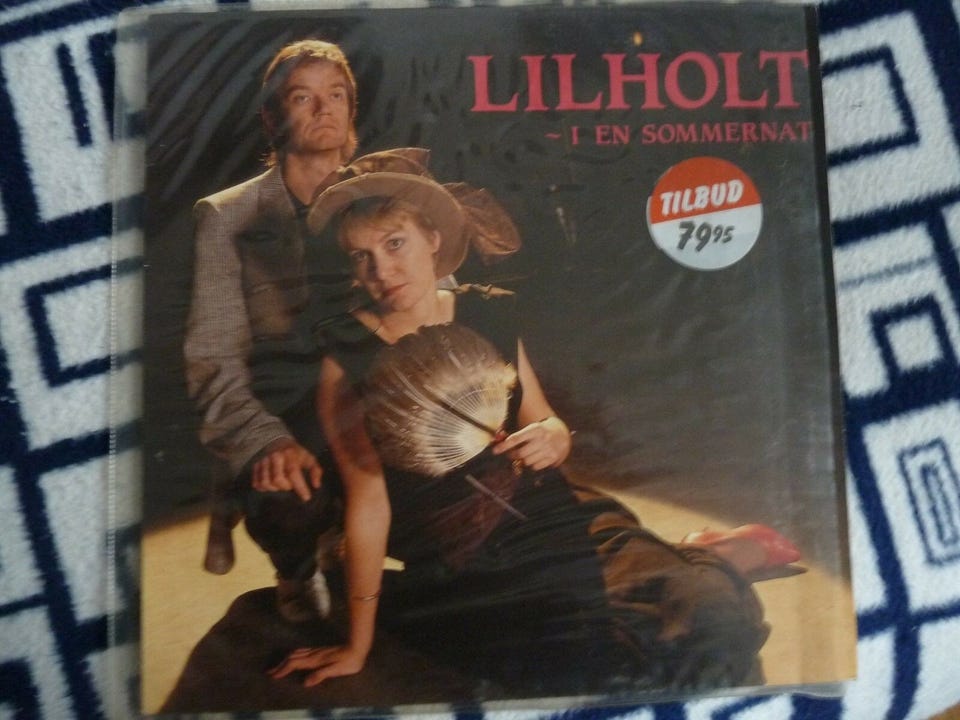 LILHOLT
~ I EN SOMMERNAT
TILBUD
79 95